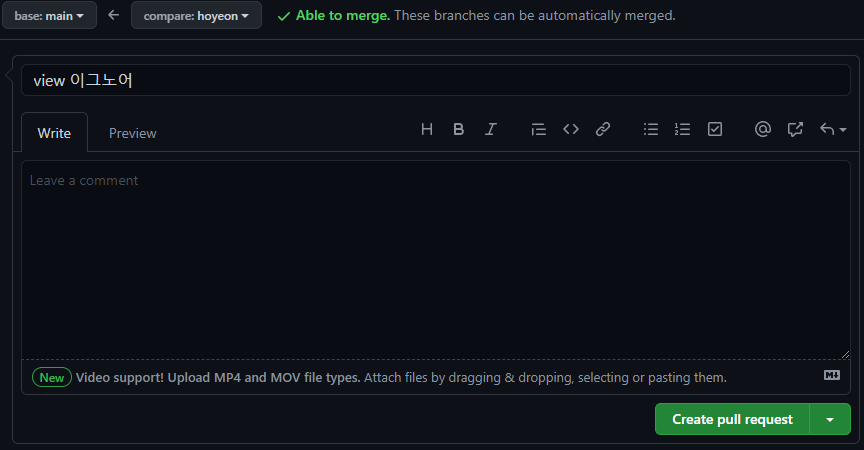 base: main compare: hoyeon Able to merge. These branches can be automatically merged.
view 이그노어
Write Preview
Leave a comment
New Video support! Upload MP4 and MOV file types. Attach files by dragging & dropping, selecting or pasting them.
Create pull request